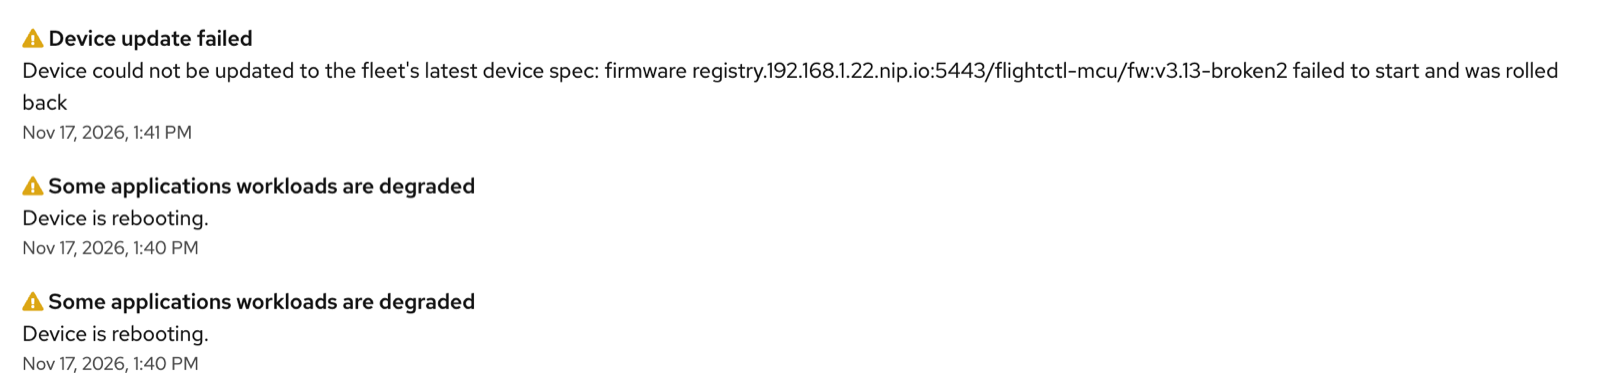 Device update failed
Device could not be updated to the fleet's latest device spec: firmware registry.192.168.1.22.nip.io:5443/flightctl-mcu/fw:v3.13-broken2 failed to start and was rolled
back
Nov 17, 2026, 1:41 PM
Some applications workloads are degraded
Device is rebooting.
Nov 17, 2026, 1:40 PM
Some applications workloads are degraded
Device is rebooting.
Nov 17, 2026, 1:40 PM